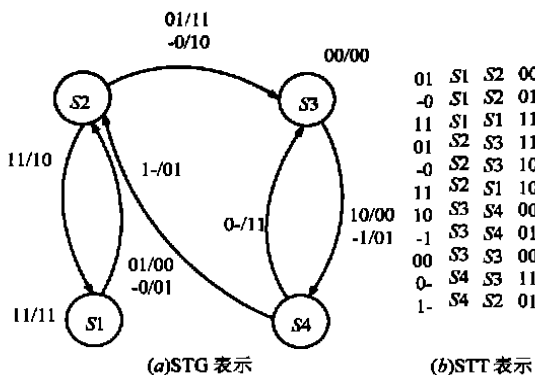 01/11
-0/10
00/00
S2
S3
11/10
1-/01
0-/11
10/00
-1/01
01/00
-0/01
11/11
S1
S4
(a)STG 表示
01 S1 S2 00
-0 S1 S2 01
11 S1 S1 11
01 S2 S3 11
-0 S2 S3 10
11 S2 S1 10
10 S3 S4 00
-1 S3 S4 01
00 S3 S3 00
0- S4 S3 11
1- S4 S2 01
(b)STT 表示